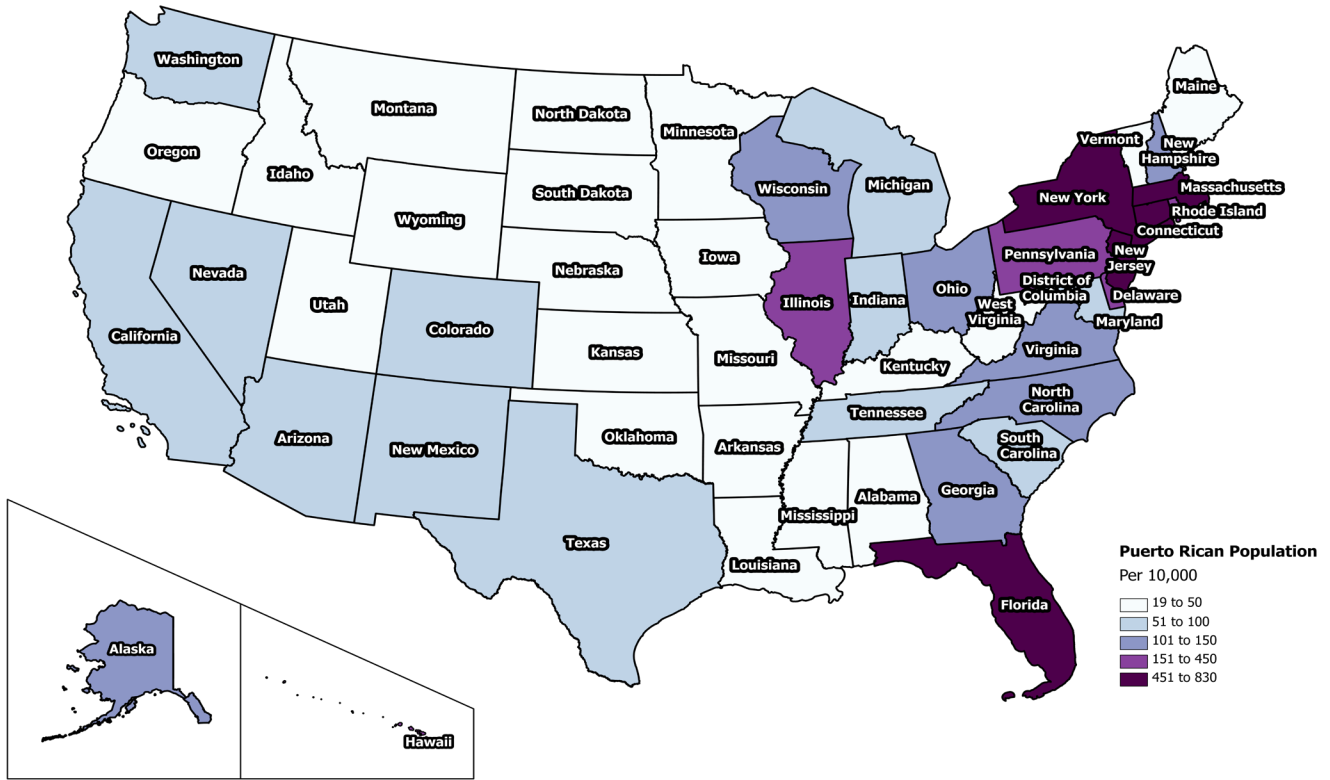 Washington
Montana
North Dakota
Minnesota
Maine
Oregon
Idaho
Vermont
New
Hampshire
South Dakota
Wisconsin
Michigan
Massachusetts
Wyoming
New York
Rhode Island
Connecticut
Nevada
Nebraska
Iowa
Pennsylvania
New
Jersey
Utah
Colorado
Illinois
Indiana
Ohio
West
Virginia
District of
Columbia
Delaware
Maryland
California
Kansas
Missouri
Kentucky
Virginia
Arizona
New Mexico
Oklahoma
Arkansas
Tennessee
North
Carolina
South
Carolina
Texas
Louisiana
Mississippi
Alabama
Georgia
Florida
Alaska
Hawaii
Puerto Rican Population
Per 10,000
19 to 50
51 to 100
101 to 150
151 to 450
451 to 830